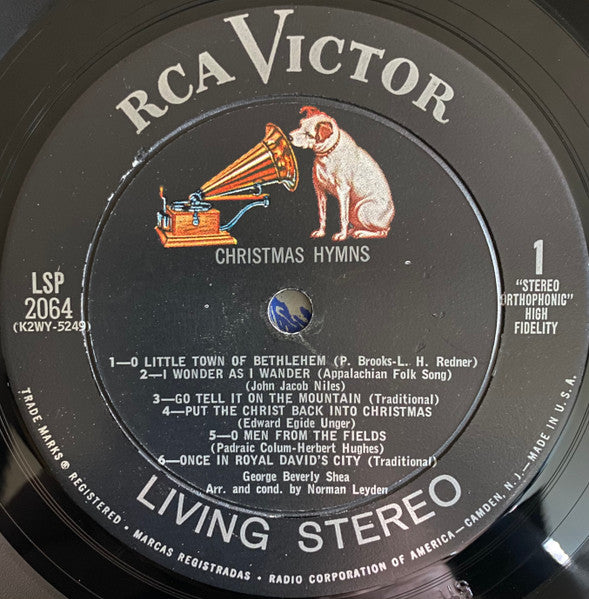 RCA VICTOR
CHRISTMAS HYMNS
LSP
2064
(K2WY-5249)
1
"STEREO
ORTHOPHONIC"
HIGH
FIDELITY
1—O LITTLE TOWN OF BETHLEHEM (P. Brooks-L. H. Redner)
2—I WONDER AS I WANDER (Appalachian Folk Song)
(John Jacob Niles)
3—GO TELL IT ON THE MOUNTAIN (Traditional)
4—PUT THE CHRIST BACK INTO CHRISTMAS
(Edward Egide Unger)
5—O MEN FROM THE FIELDS
(Padraic Colum-Herbert Hughes)
6—ONCE IN ROYAL DAVID'S CITY (Traditional)
George Beverly Shea
Arr. and cond. by Norman Leyden
LIVING STEREO
TRADE MARKS ® REGISTERED · MARCAS REGISTRADAS · RADIO CORPORATION OF AMERICA—CAMDEN, N.J.—MADE IN U.S.A.